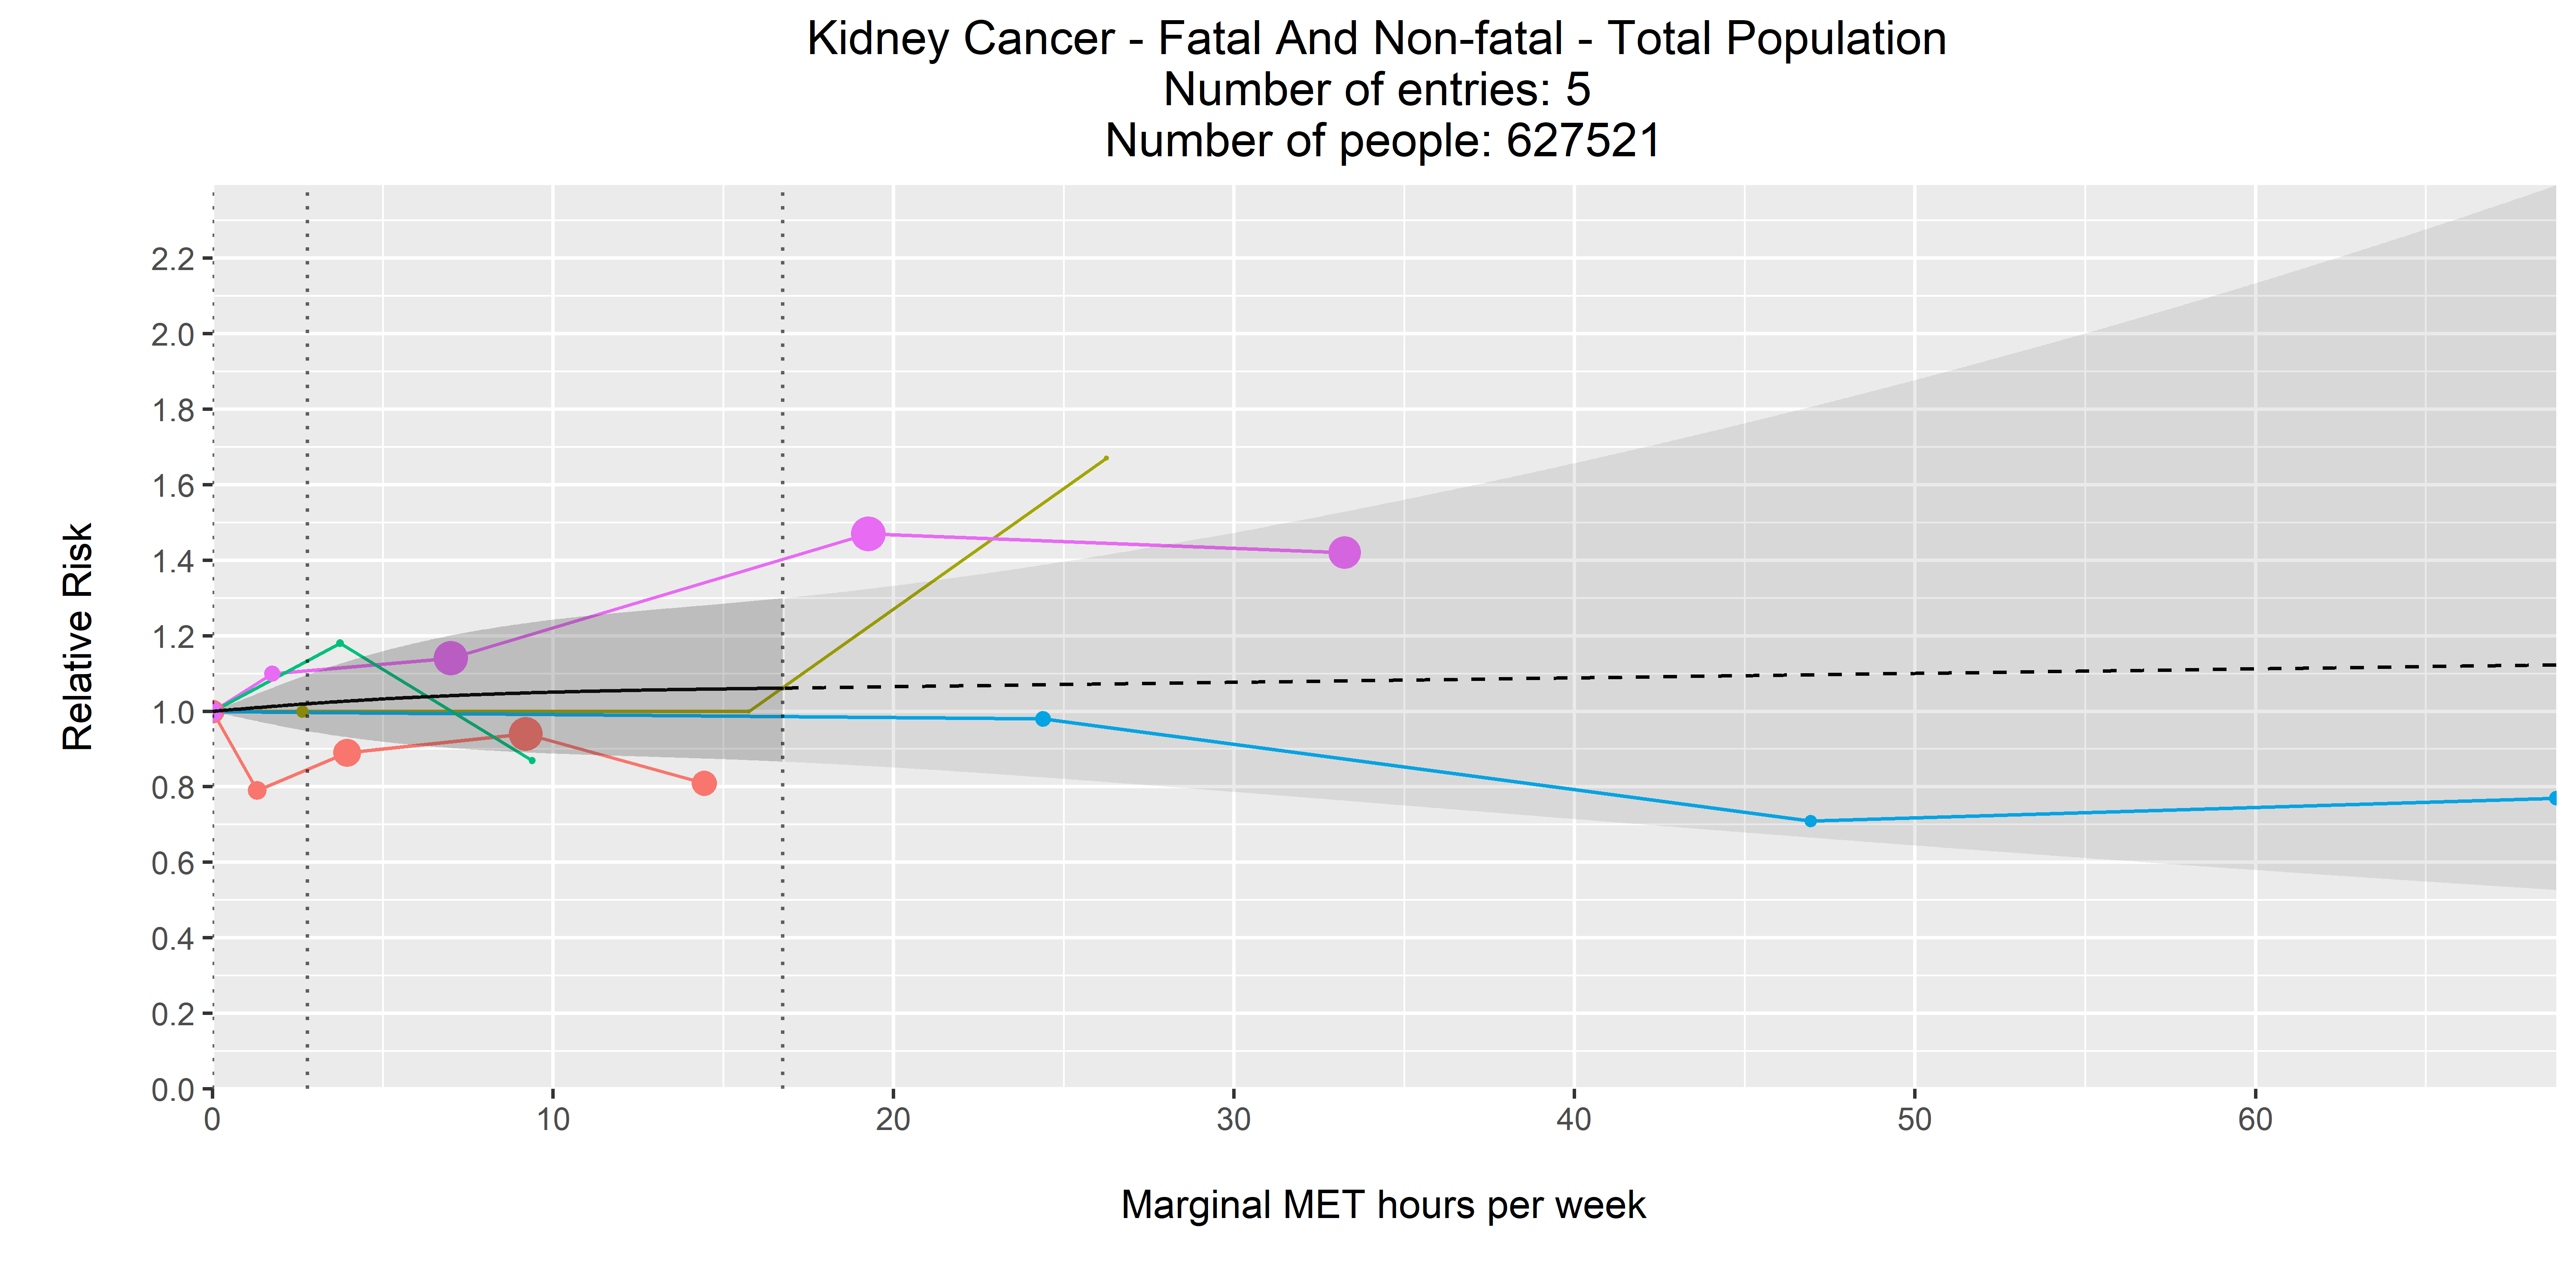 Kidney Cancer - Fatal And Non-fatal - Total Population
Number of entries: 5
Number of people: 627521
2.2
2.0
1.8
1.6
1.4
1.2
1.0
0.8
0.6
0.4
0.2
0.0
Relative Risk
0 10 20 30 40 50 60
Marginal MET hours per week